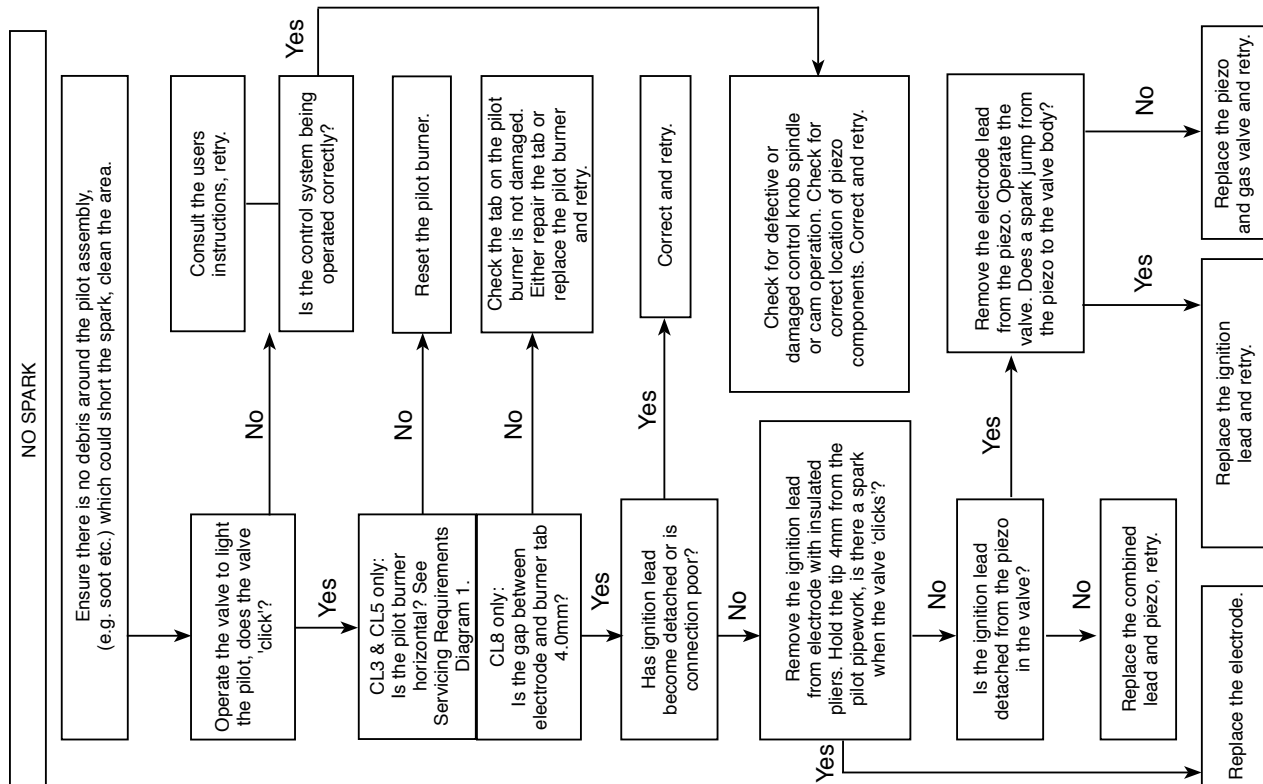 NO SPARK
Ensure there is no debris around the pilot assembly,
(e.g. soot etc.) which could short the spark, clean the area.
Operate the valve to light
the pilot, does the valve
'click'?
No
Consult the users
instructions, retry.
Is the control system being
operated correctly?
Yes
Yes
CL3 & CL5 only:
Is the pilot burner
horizontal? See
Servicing Requirements
Diagram 1.
No
Reset the pilot burner.
CL8 only:
Is the gap between
electrode and burner tab
4.0mm?
No
Check the tab on the pilot
burner is not damaged.
Either repair the tab or
replace the pilot burner
and retry.
Yes
Has ignition lead
become detached or is
connection poor?
Yes
Correct and retry.
No
Remove the ignition lead
from electrode with insulated
pliers. Hold the tip 4mm from the
pilot pipework, is there a spark
when the valve 'clicks'?
Check for defective or
damaged control knob spindle
or cam operation. Check for
correct location of piezo
components. Correct and retry.
Yes
No
Is the ignition lead
detached from the piezo
in the valve?
Yes
Remove the electrode lead
from the piezo. Operate the
valve. Does a spark jump from
the piezo to the valve body?
No
Replace the combined
lead and piezo, retry.
Yes
No
Replace the electrode.
Replace the ignition
lead and retry.
Replace the piezo
and gas valve and retry.